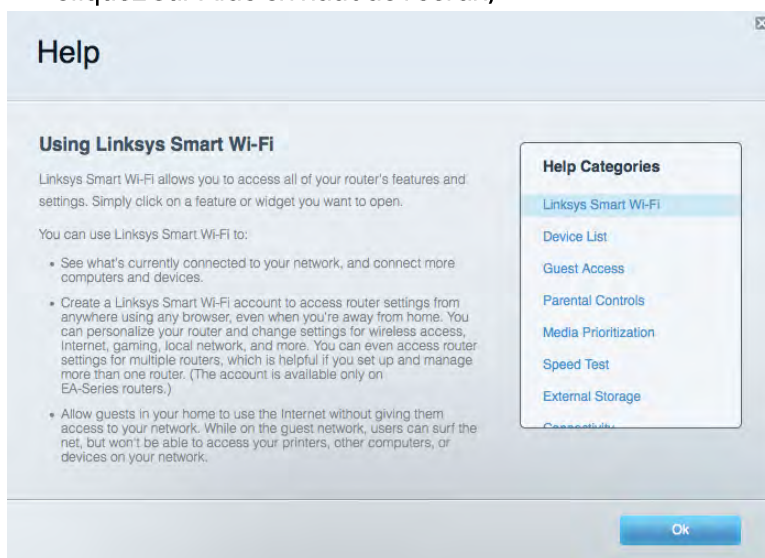 Help
Using Linksys Smart Wi-Fi
Linksys Smart Wi-Fi allows you to access all of your router's features and
settings. Simply click on a feature or widget you want to open.
You can use Linksys Smart Wi-Fi to:
• See what's currently connected to your network, and connect more
computers and devices.
• Create a Linksys Smart Wi-Fi account to access router settings from
anywhere using any browser, even when you're away from home. You
can personalize your router and change settings for wireless access,
Internet, gaming, local network, and more. You can even access router
settings for multiple routers, which is helpful if you set up and manage
more than one router. (The account is available only on
EA-Series routers.)
• Allow guests in your home to use the Internet without giving them
access to your network. While on the guest network, users can surf the
net, but won't be able to access your printers, other computers, or
devices on your network.
Help Categories
Linksys Smart Wi-Fi
Device List
Guest Access
Parental Controls
Media Prioritization
Speed Test
External Storage
Connectivity
Ok